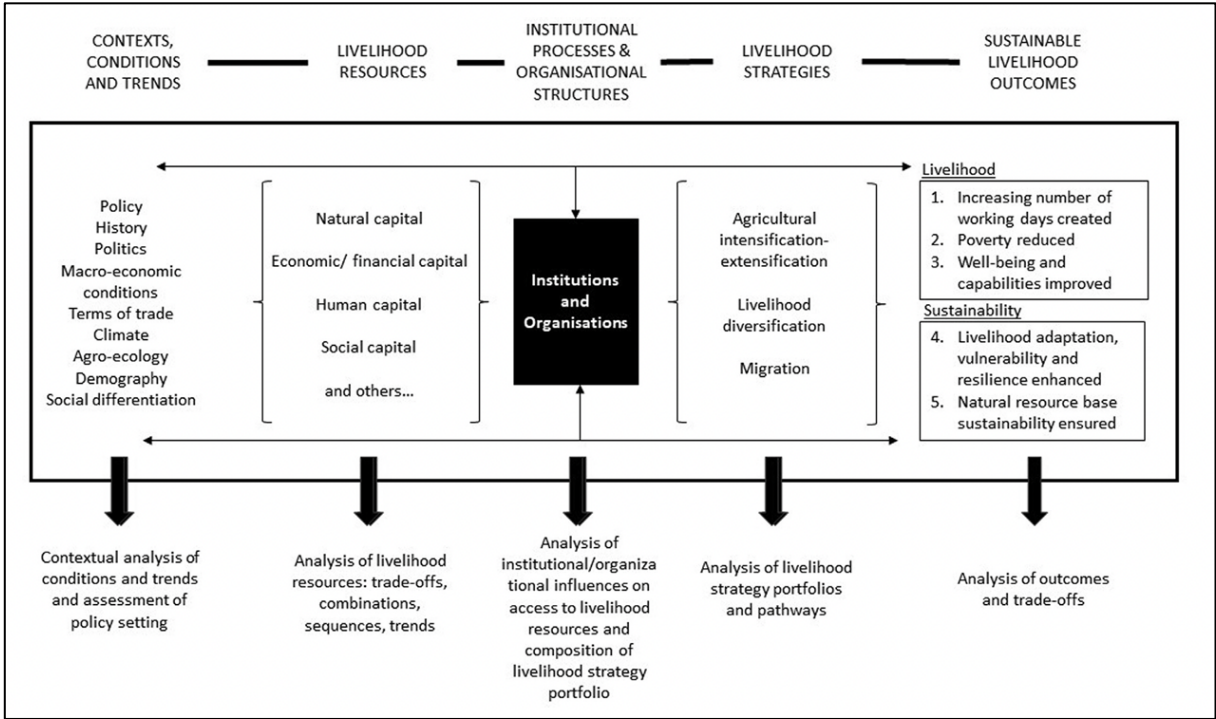 CONTEXTS,
CONDITIONS
AND TRENDS
LIVELIHOOD
RESOURCES
INSTITUTIONAL
PROCESSES &
ORGANISATIONAL
STRUCTURES
LIVELIHOOD
STRATEGIES
SUSTAINABLE
LIVELIHOOD
OUTCOMES
Policy
History
Politics
Macro-economic
conditions
Terms of trade
Climate
Agro-ecology
Demography
Social differentiation
Natural capital
Economic/ financial capital
Human capital
Social capital
and others...
Institutions
and
Organisations
Agricultural
intensification-
extensification
Livelihood
diversification
Migration
Livelihood
1. Increasing number of
working days created
2. Poverty reduced
3. Well-being and
capabilities improved
Sustainability
4. Livelihood adaptation,
vulnerability and
resilience enhanced
5. Natural resource base
sustainability ensured
Contextual analysis of
conditions and trends
and assessment of
policy setting
Analysis of livelihood
resources: trade-offs,
combinations,
sequences, trends
Analysis of
institutional/organiza
tional influences on
access to livelihood
resources and
composition of
livelihood strategy
portfolio
Analysis of livelihood
strategy portfolios
and pathways
Analysis of outcomes
and trade-offs